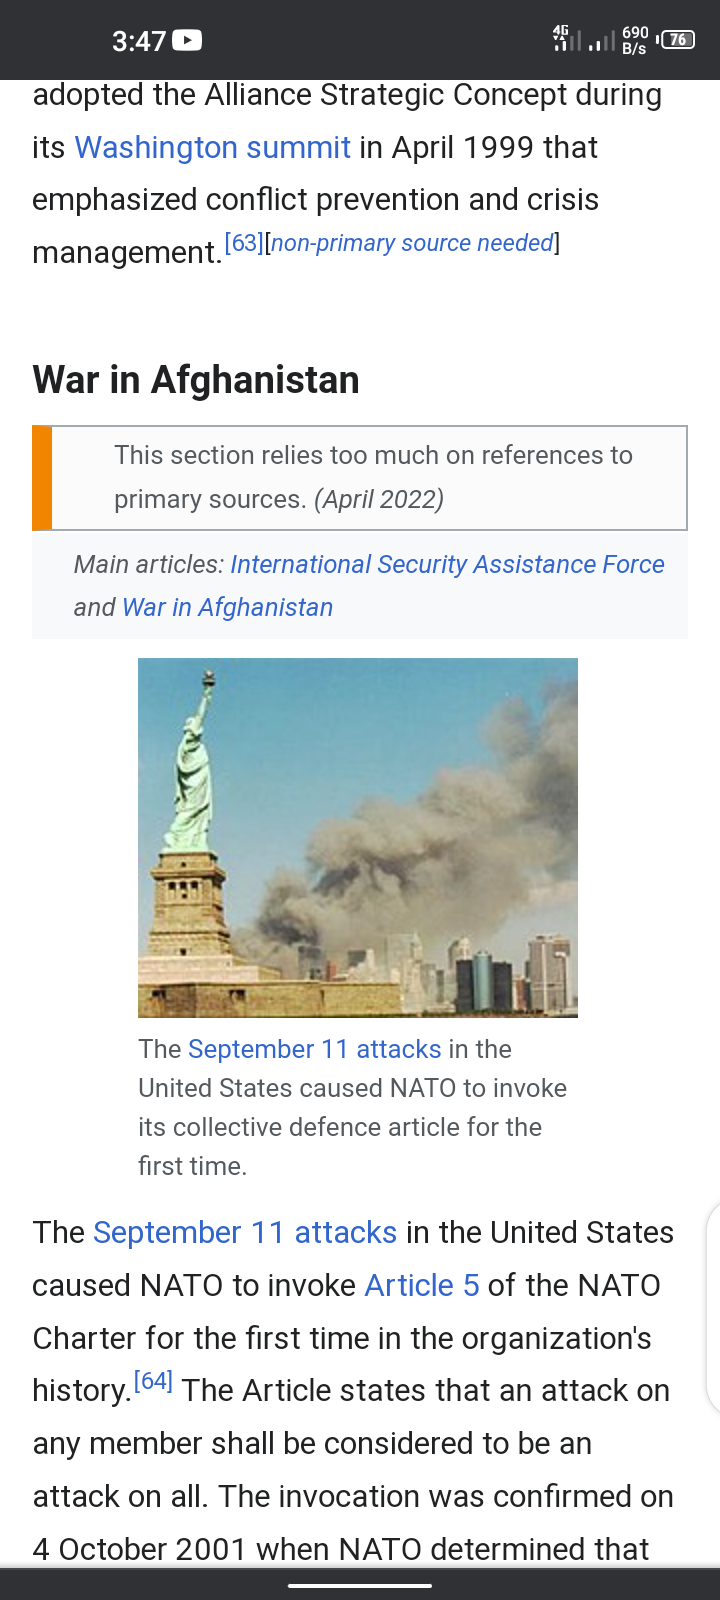 3:47
4G
690
B/s
76
adopted the Alliance Strategic Concept during
its Washington summit in April 1999 that
emphasized conflict prevention and crisis
management.[63][non-primary source needed]
War in Afghanistan
This section relies too much on references to
primary sources. (April 2022)
Main articles: International Security Assistance Force
and War in Afghanistan
The September 11 attacks in the
United States caused NATO to invoke
its collective defence article for the
first time.
The September 11 attacks in the United States
caused NATO to invoke Article 5 of the NATO
Charter for the first time in the organization's
history.[64] The Article states that an attack on
any member shall be considered to be an
attack on all. The invocation was confirmed on
4 October 2001 when NATO determined that